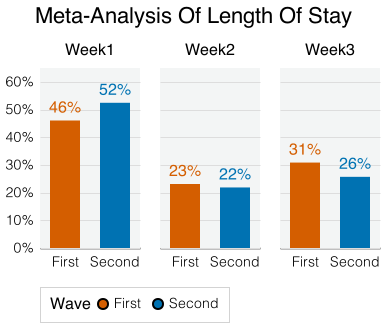 Meta-Analysis Of Length Of Stay
Week1 Week2 Week3
60%
50%
40%
30%
20%
10%
0%
46% 52% 23% 22% 31% 26%
First Second First Second First Second
Wave First Second